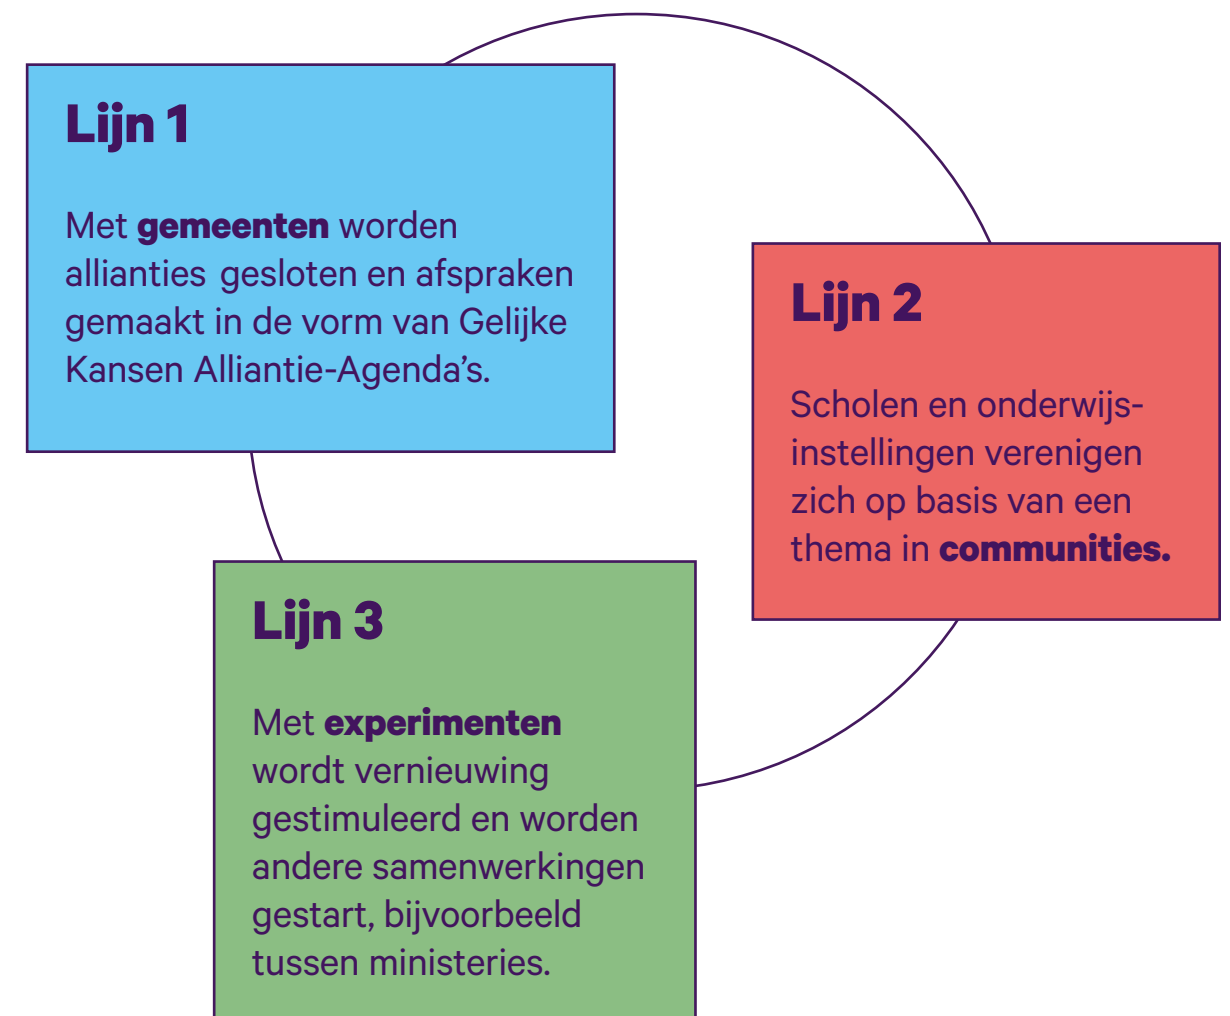 Lijn 1
Met gemeenten worden
allianties gesloten en afspraken
gemaakt in de vorm van Gelijke
Kansen Alliantie-Agenda’s.
Lijn 2
Scholen en onderwijs-
instellingen verenigen
zich op basis van een
thema in communities.
Lijn 3
Met experimenten
wordt vernieuwing
gestimuleerd en worden
andere samenwerkingen
gestart, bijvoorbeeld
tussen ministeries.